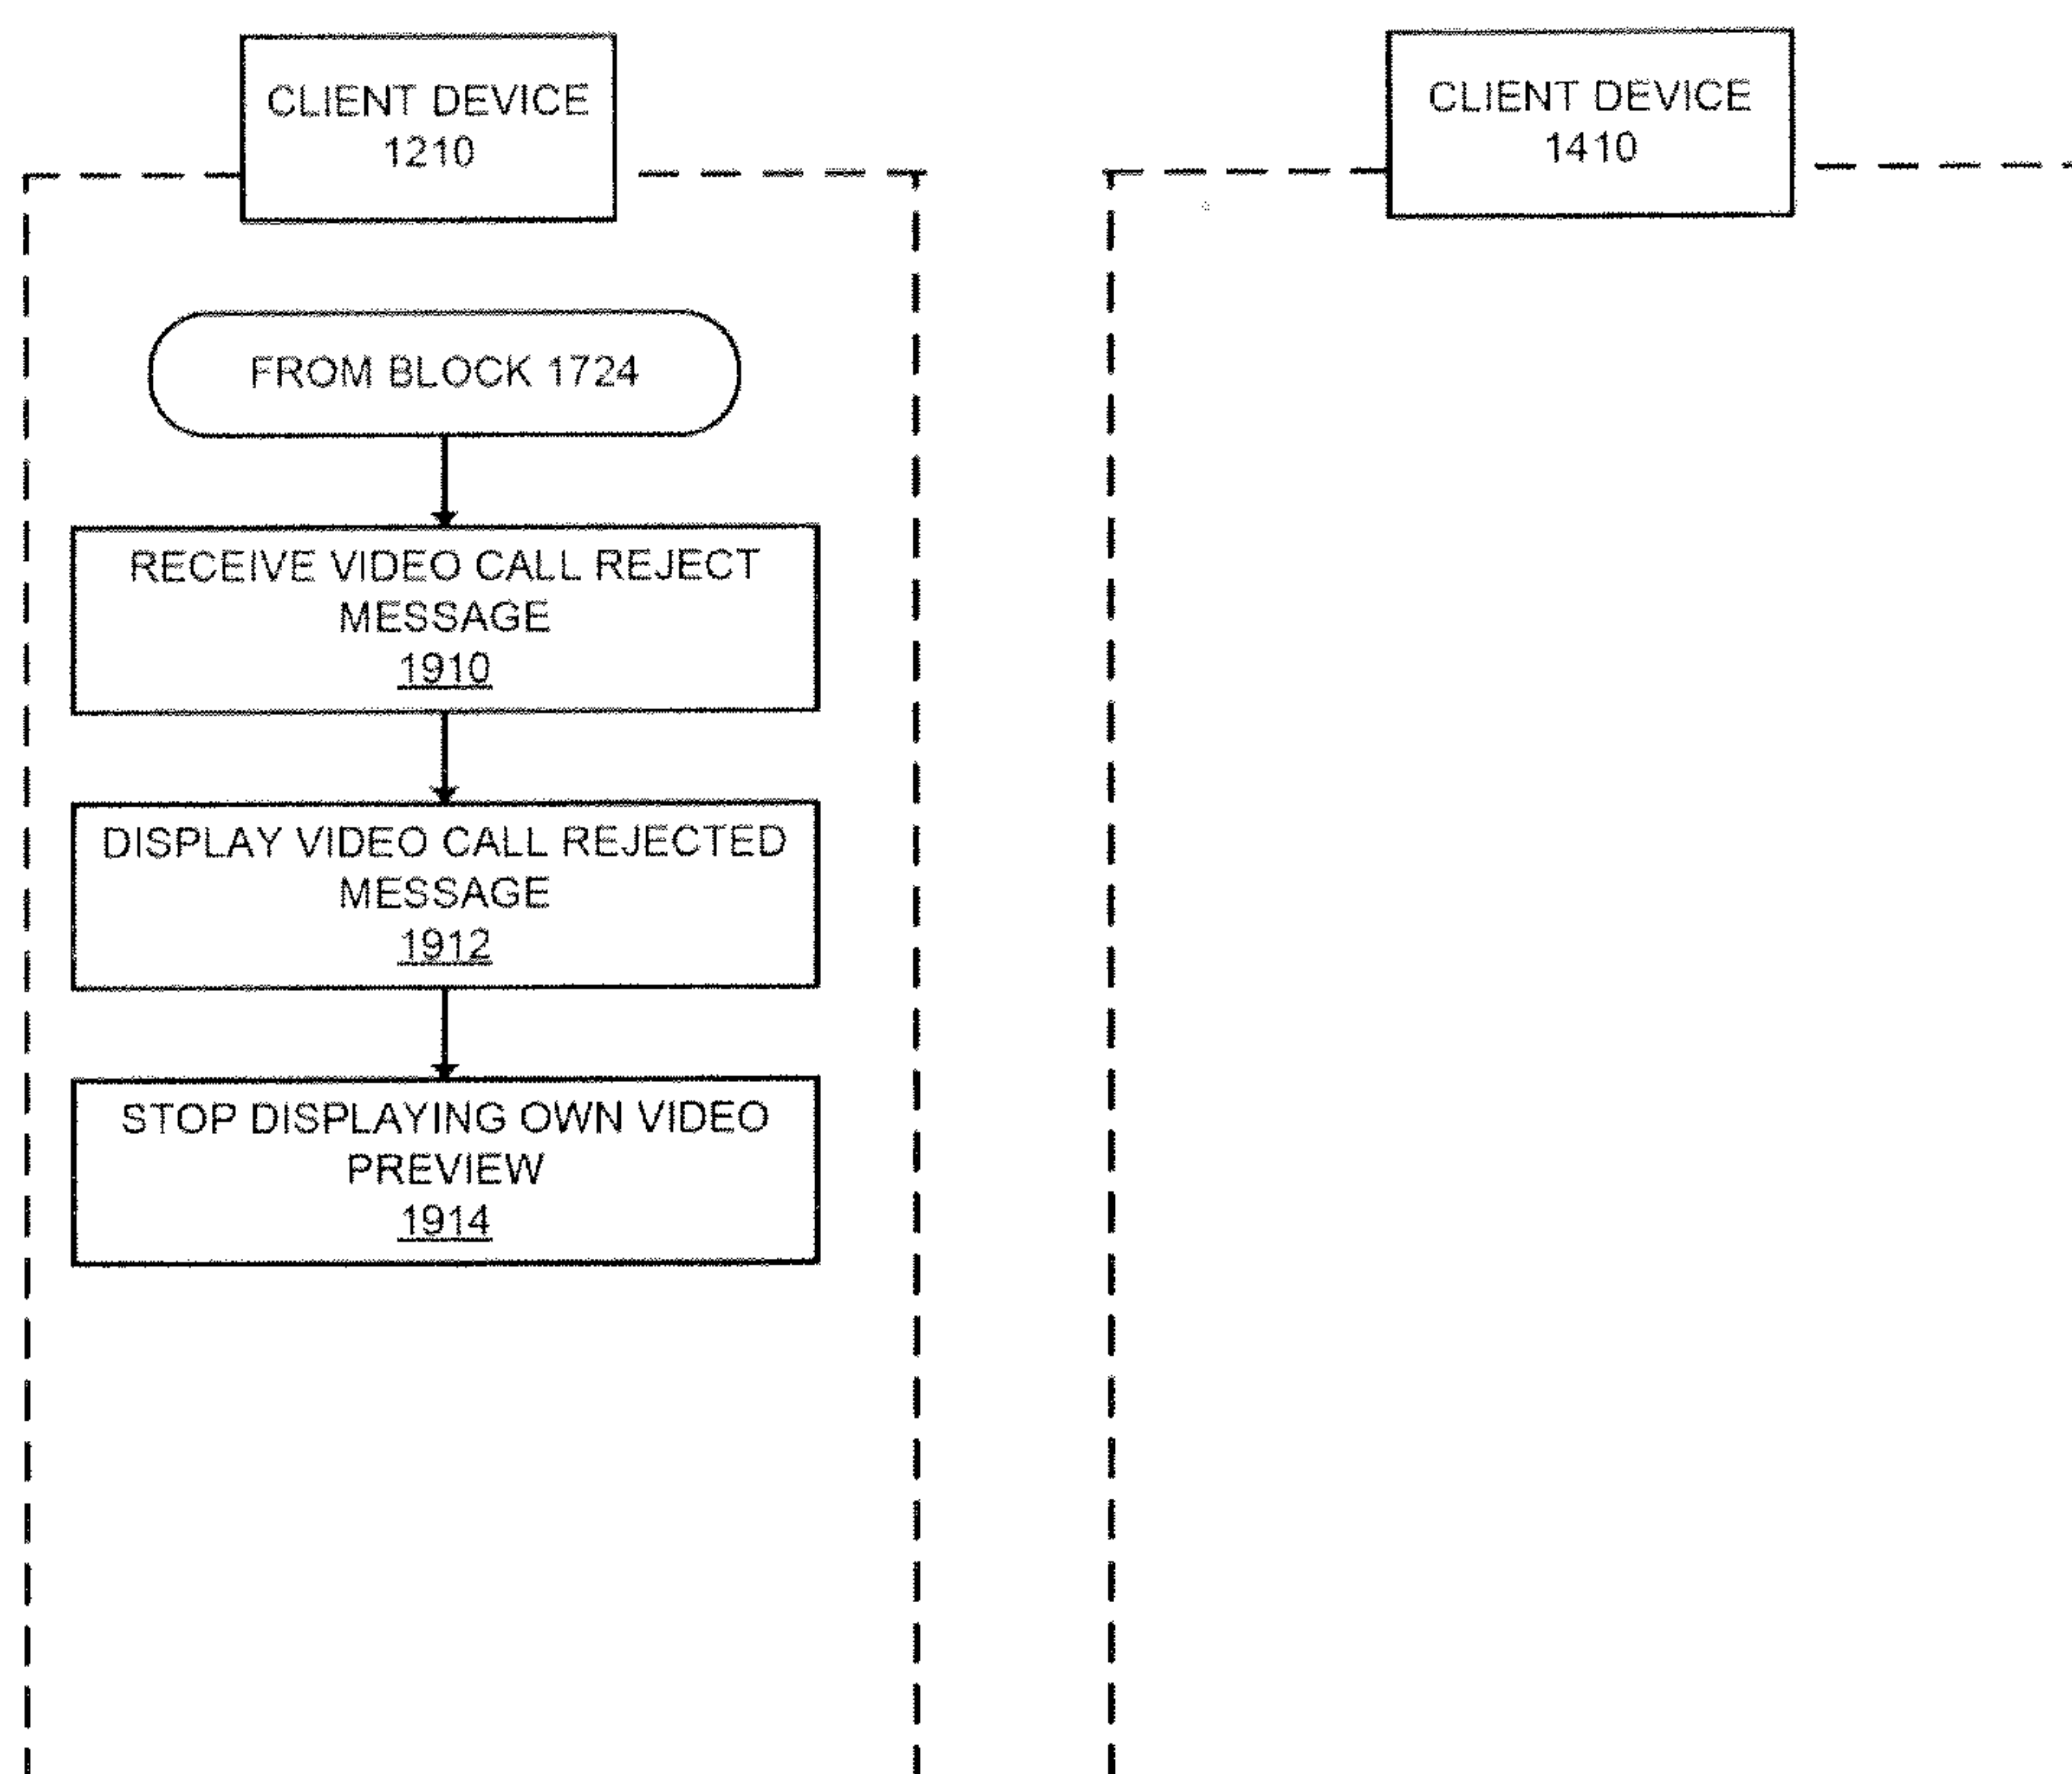 CLIENT DEVICE
1210
FROM BLOCK 1724
RECEIVE VIDEO CALL REJECT
MESSAGE
1910
DISPLAY VIDEO CALL REJECTED
MESSAGE
1912
STOP DISPLAYING OWN VIDEO
PREVIEW
1914
CLIENT DEVICE
1410